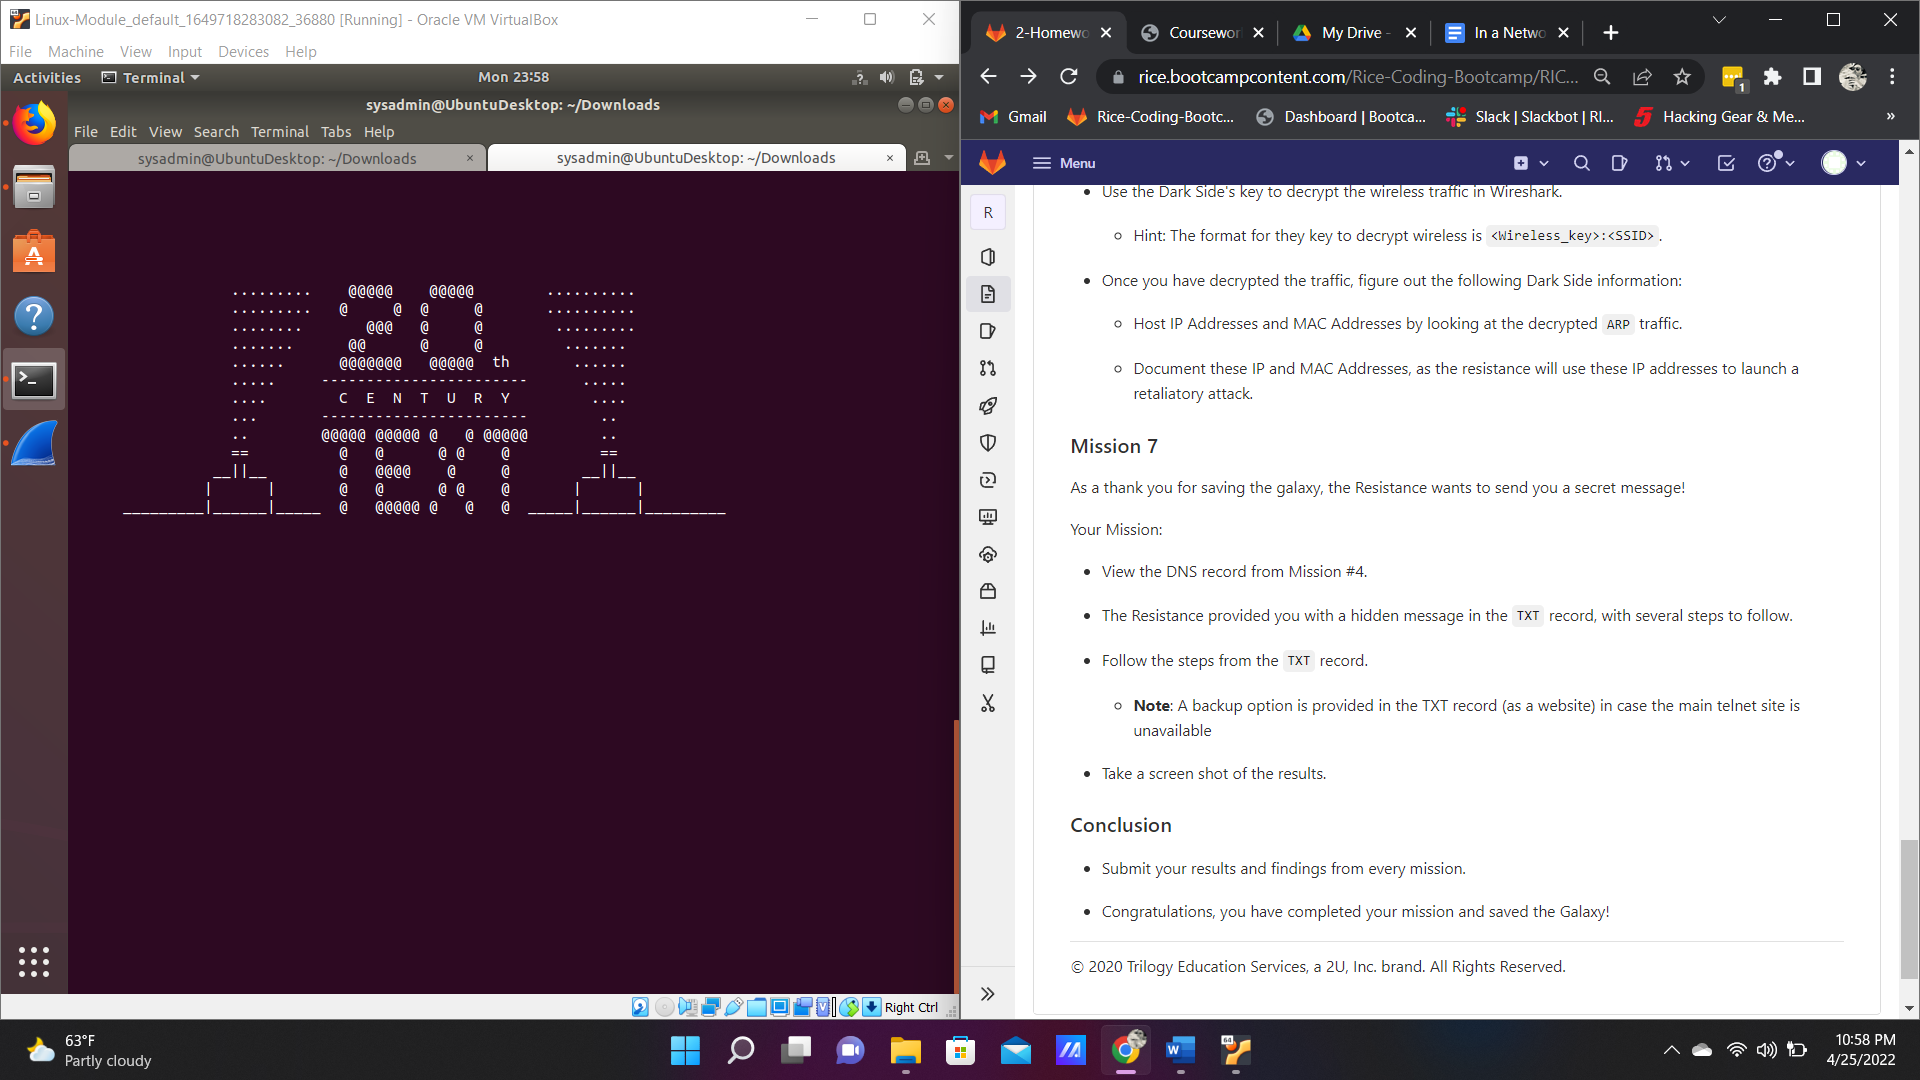 Linux-Module_default_1649718283082_36880 [Running] - Oracle VM VirtualBox
File Machine View Input Devices Help
Activities Terminal Mon 23:58
sysadmin@UbuntuDesktop: ~/Downloads
File Edit View Search Terminal Tabs Help
sysadmin@UbuntuDesktop: ~/Downloads × sysadmin@UbuntuDesktop: ~/Downloads ×
.........    @@@@@    @@@@@        ..........
.........   @     @  @     @       ..........
........       @@@   @     @        .........
.......      @@      @     @         .......
......      @@@@@@@   @@@@@  th       ......
.....     -----------------------      .....
....        C  E  N  T  U  R  Y         ....
...       -----------------------        ..
..        @@@@@ @@@@@ @   @ @@@@@        ..
==          @   @      @ @    @          ==
__||__        @   @@@@    @     @        __||__
|      |       @   @      @ @    @       |      |
_________|______|_____  @   @@@@@ @   @   @  _____|______|_________
Right Ctrl
2-Homewo
Coursewor
My Drive -
In a Netwo
rice.bootcampcontent.com/Rice-Coding-Bootcamp/RIC...
1
Gmail Rice-Coding-Bootc... Dashboard | Bootca... Slack | Slackbot | RI... Hacking Gear & Me... »
Menu
R
Use the Dark Side's key to decrypt the wireless traffic in Wireshark.
Hint: The format for they key to decrypt wireless is <Wireless_key>:<SSID>.
Once you have decrypted the traffic, figure out the following Dark Side information:
Host IP Addresses and MAC Addresses by looking at the decrypted ARP traffic.
Document these IP and MAC Addresses, as the resistance will use these IP addresses to launch a
retaliatory attack.
Mission 7
As a thank you for saving the galaxy, the Resistance wants to send you a secret message!
Your Mission:
View the DNS record from Mission #4.
The Resistance provided you with a hidden message in the TXT record, with several steps to follow.
Follow the steps from the TXT record.
Note: A backup option is provided in the TXT record (as a website) in case the main telnet site is
unavailable
Take a screen shot of the results.
Conclusion
Submit your results and findings from every mission.
Congratulations, you have completed your mission and saved the Galaxy!
© 2020 Trilogy Education Services, a 2U, Inc. brand. All Rights Reserved.
63°F
Partly cloudy
10:58 PM
4/25/2022